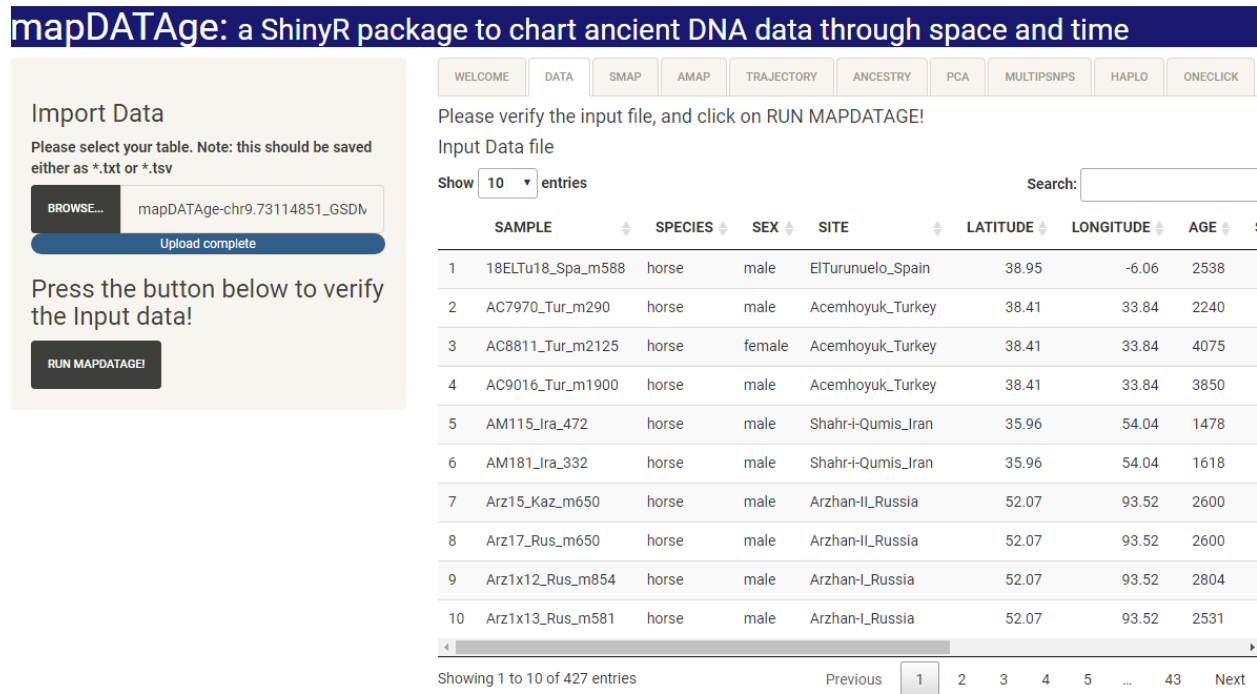 mapDATAge: a ShinyR package to chart ancient DNA data through space and time
Import Data
Please select your table. Note: this should be saved
either as *.txt or *.tsv
BROWSE... mapDATAge-chr9.73114851_GSDM
Upload complete
Press the button below to verify
the Input data!
RUN MAPDATAGE!
WELCOME DATA SMAP AMAP TRAJECTORY ANCESTRY PCA MULTIPSNPS HAPLO ONECLICK
Please verify the input file, and click on RUN MAPDATAGE!
Input Data file
Show 10 entries Search:
SAMPLE SPECIES SEX SITE LATITUDE LONGITUDE AGE S
1 18ELTu18_Spa_m588 horse male ElTurunuelo_Spain 38.95 -6.06 2538
2 AC7970_Tur_m290 horse male Acemhoyuk_Turkey 38.41 33.84 2240
3 AC8811_Tur_m2125 horse female Acemhoyuk_Turkey 38.41 33.84 4075
4 AC9016_Tur_m1900 horse male Acemhoyuk_Turkey 38.41 33.84 3850
5 AM115_Ira_472 horse male Shahr-i-Qumis_Iran 35.96 54.04 1478
6 AM181_Ira_332 horse male Shahr-i-Qumis_Iran 35.96 54.04 1618
7 Arz15_Kaz_m650 horse male Arzhan-II_Russia 52.07 93.52 2600
8 Arz17_Rus_m650 horse male Arzhan-II_Russia 52.07 93.52 2600
9 Arz1x12_Rus_m854 horse male Arzhan-I_Russia 52.07 93.52 2804
10 Arz1x13_Rus_m581 horse male Arzhan-I_Russia 52.07 93.52 2531
Showing 1 to 10 of 427 entries Previous 1 2 3 4 5 ... 43 Next